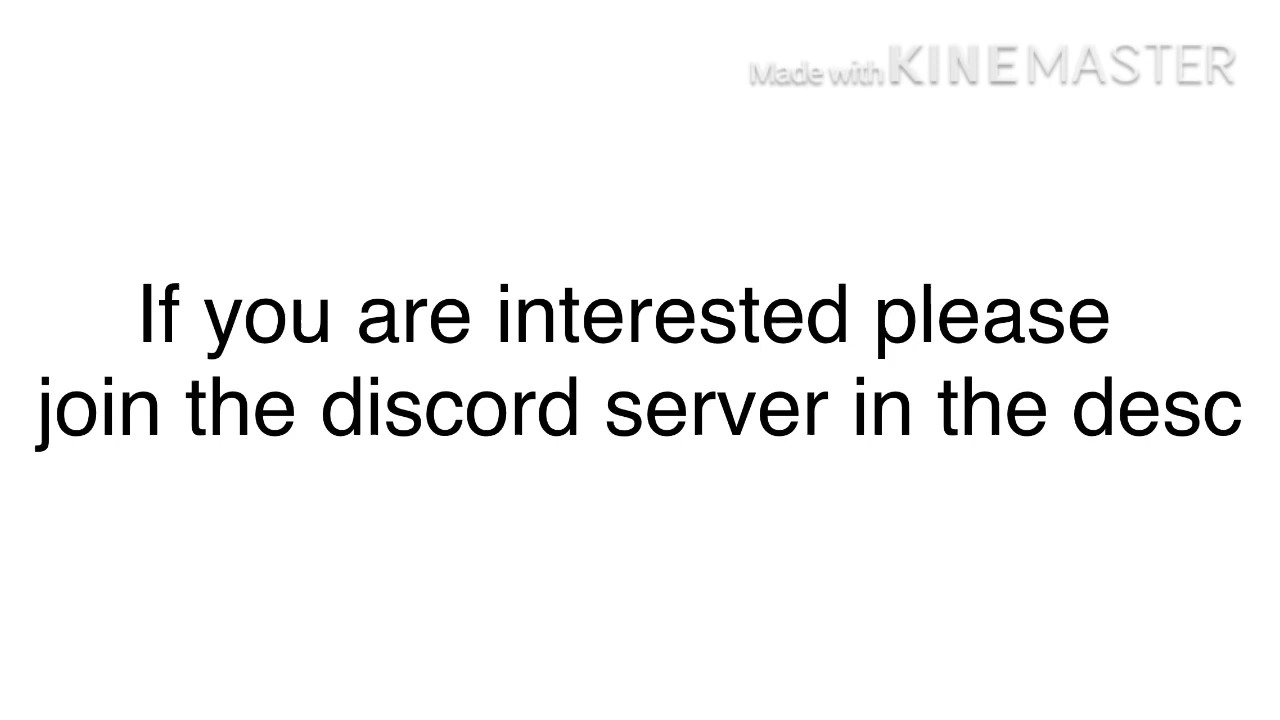 Made with KINEMASTER
If you are interested please
join the discord server in the desc